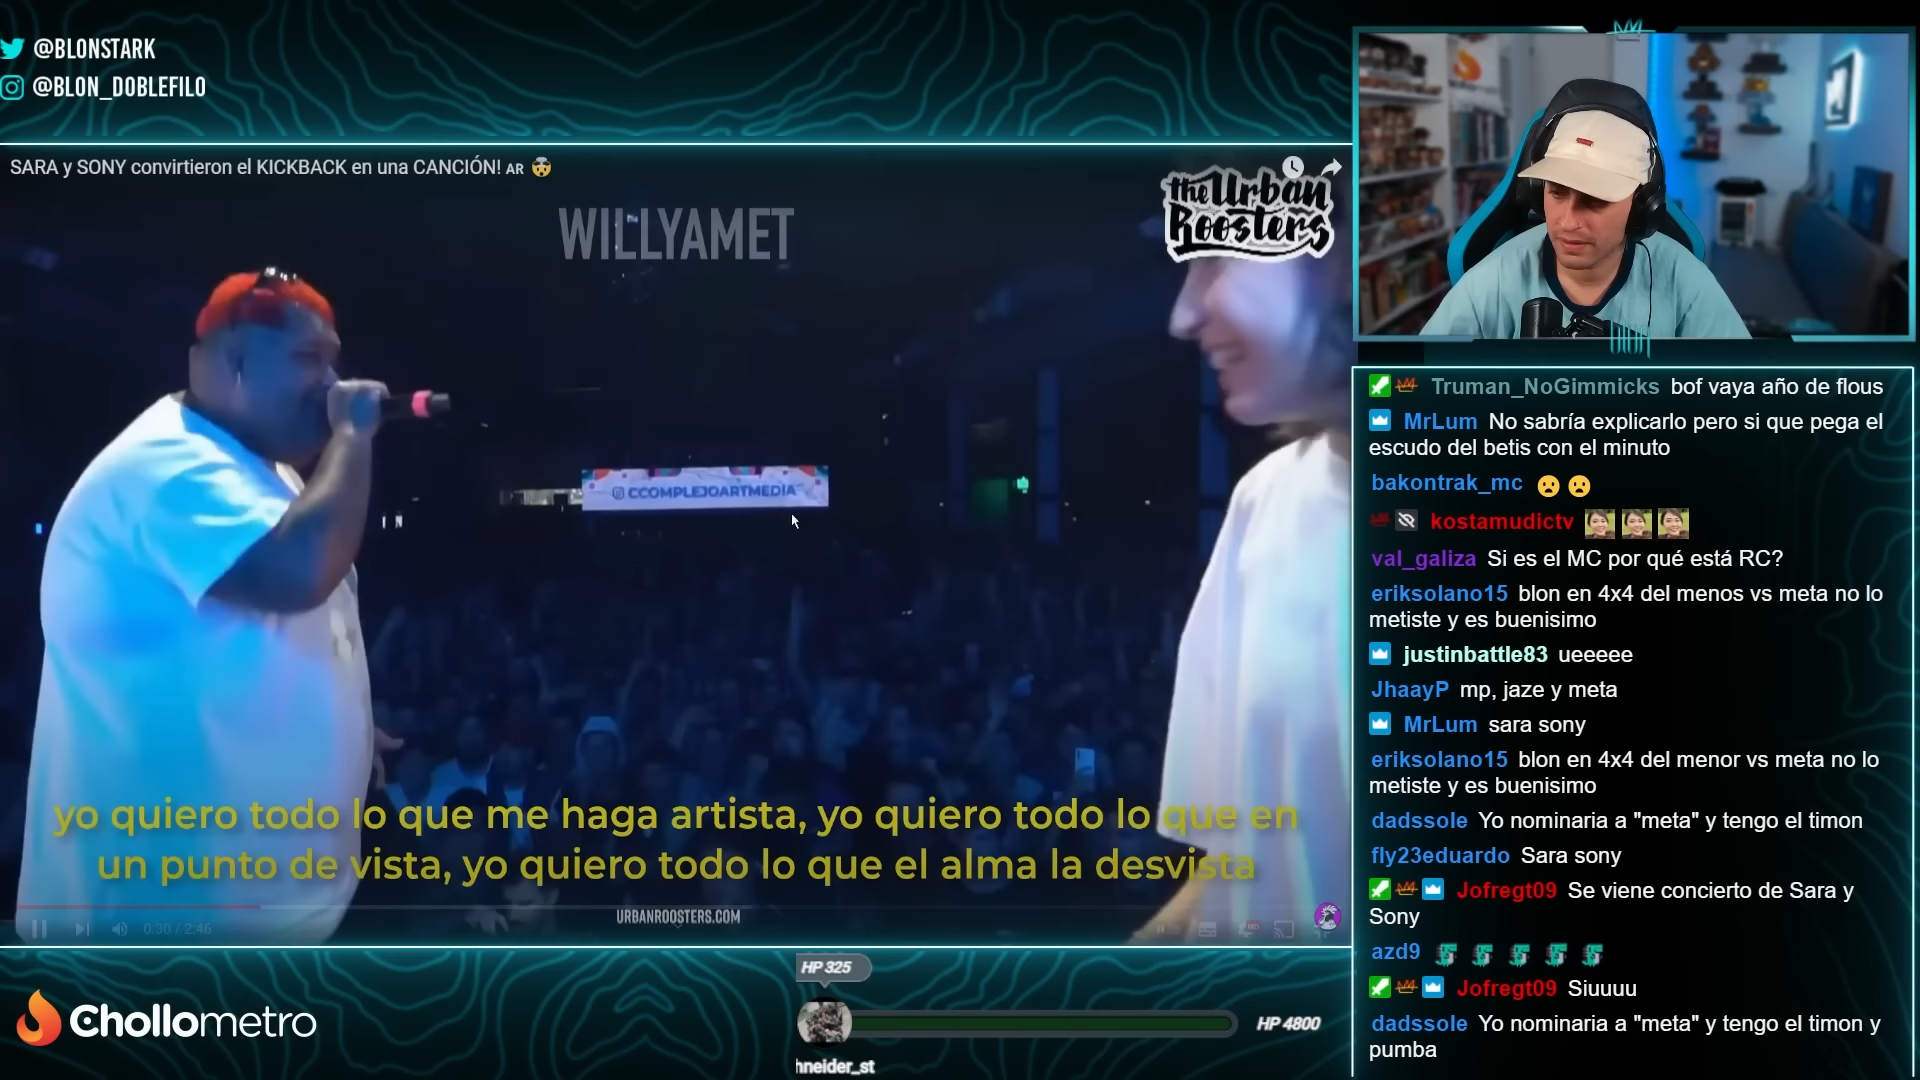 @BLONSTARK
@BLON_DOBLEFILO
SARA y SONY convirtieron el KICKBACK en una CANCIÓN! AR 🤯
the Urban
Roosters
WILLYAMET
CCOMPLEJOARTMEDIA
yo quiero todo lo que me haga artista, yo quiero todo lo que en
un punto de vista, yo quiero todo lo que el alma la desvista
URBANROOSTERS.COM
0:30 / 2:46
Chollometro
HP 325
HP 4800
hneider_st
Truman_NoGimmicks bof vaya año de flous
MrLum No sabría explicarlo pero si que pega el
escudo del betis con el minuto
bakontrak_mc 😦 😦
kostamudictv
val_galiza Si es el MC por qué está RC?
eriksolano15 blon en 4x4 del menos vs meta no lo
metiste y es buenisimo
justinbattle83 ueeeee
JhaayP mp, jaze y meta
MrLum sara sony
eriksolano15 blon en 4x4 del menor vs meta no lo
metiste y es buenisimo
dadssole Yo nominaria a "meta" y tengo el timon
fly23eduardo Sara sony
Jofregt09 Se viene concierto de Sara y
Sony
azd9
Jofregt09 Siuuuu
dadssole Yo nominaria a "meta" y tengo el timon y
pumba